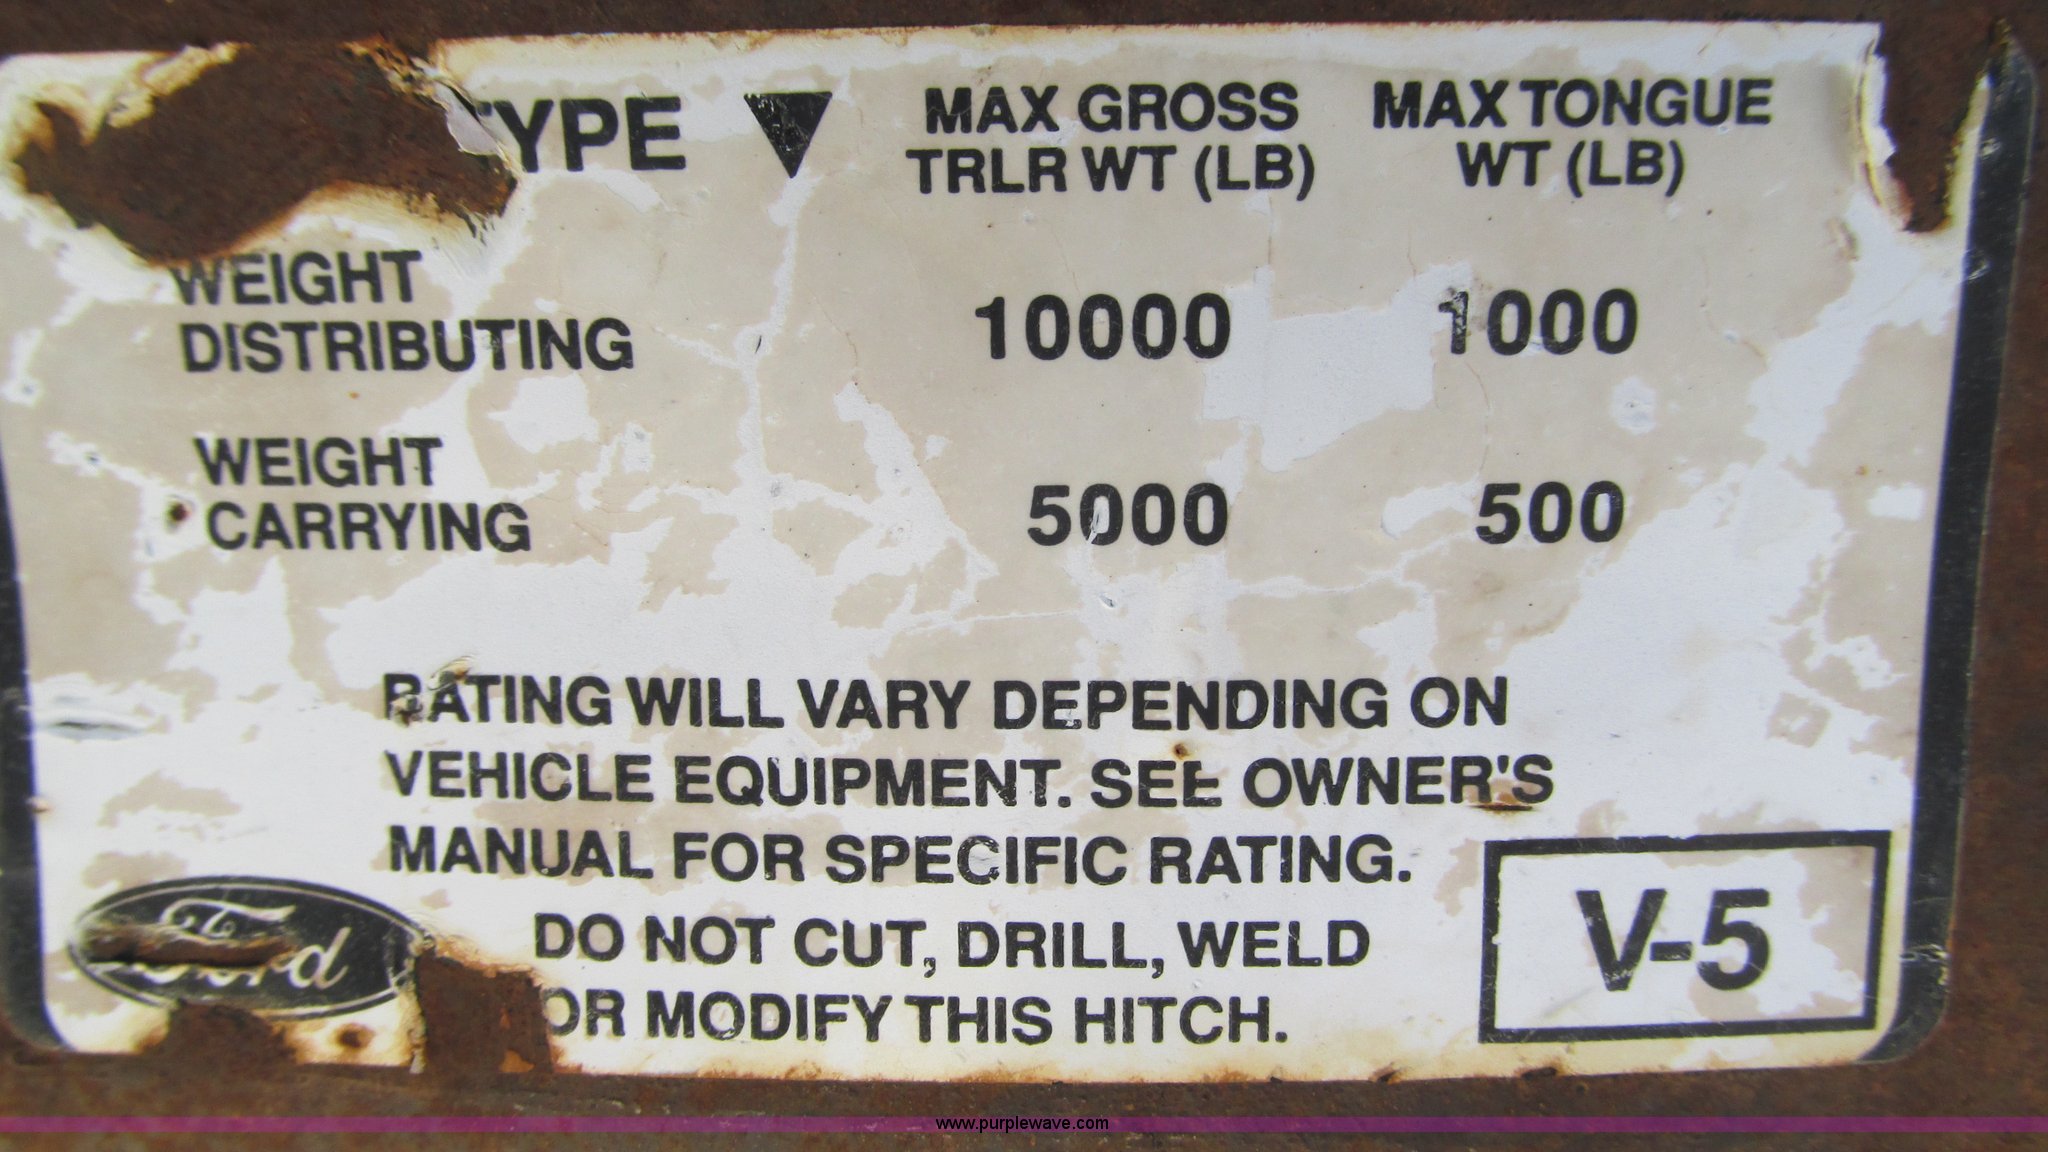 TYPE ▼ MAX GROSS TRLR WT (LB) MAX TONGUE WT (LB)
WEIGHT DISTRIBUTING 10000 1000
WEIGHT CARRYING 5000 500
RATING WILL VARY DEPENDING ON
VEHICLE EQUIPMENT. SEE OWNER'S
MANUAL FOR SPECIFIC RATING.
DO NOT CUT, DRILL, WELD
OR MODIFY THIS HITCH.
Ford
V-5
www.purplewave.com